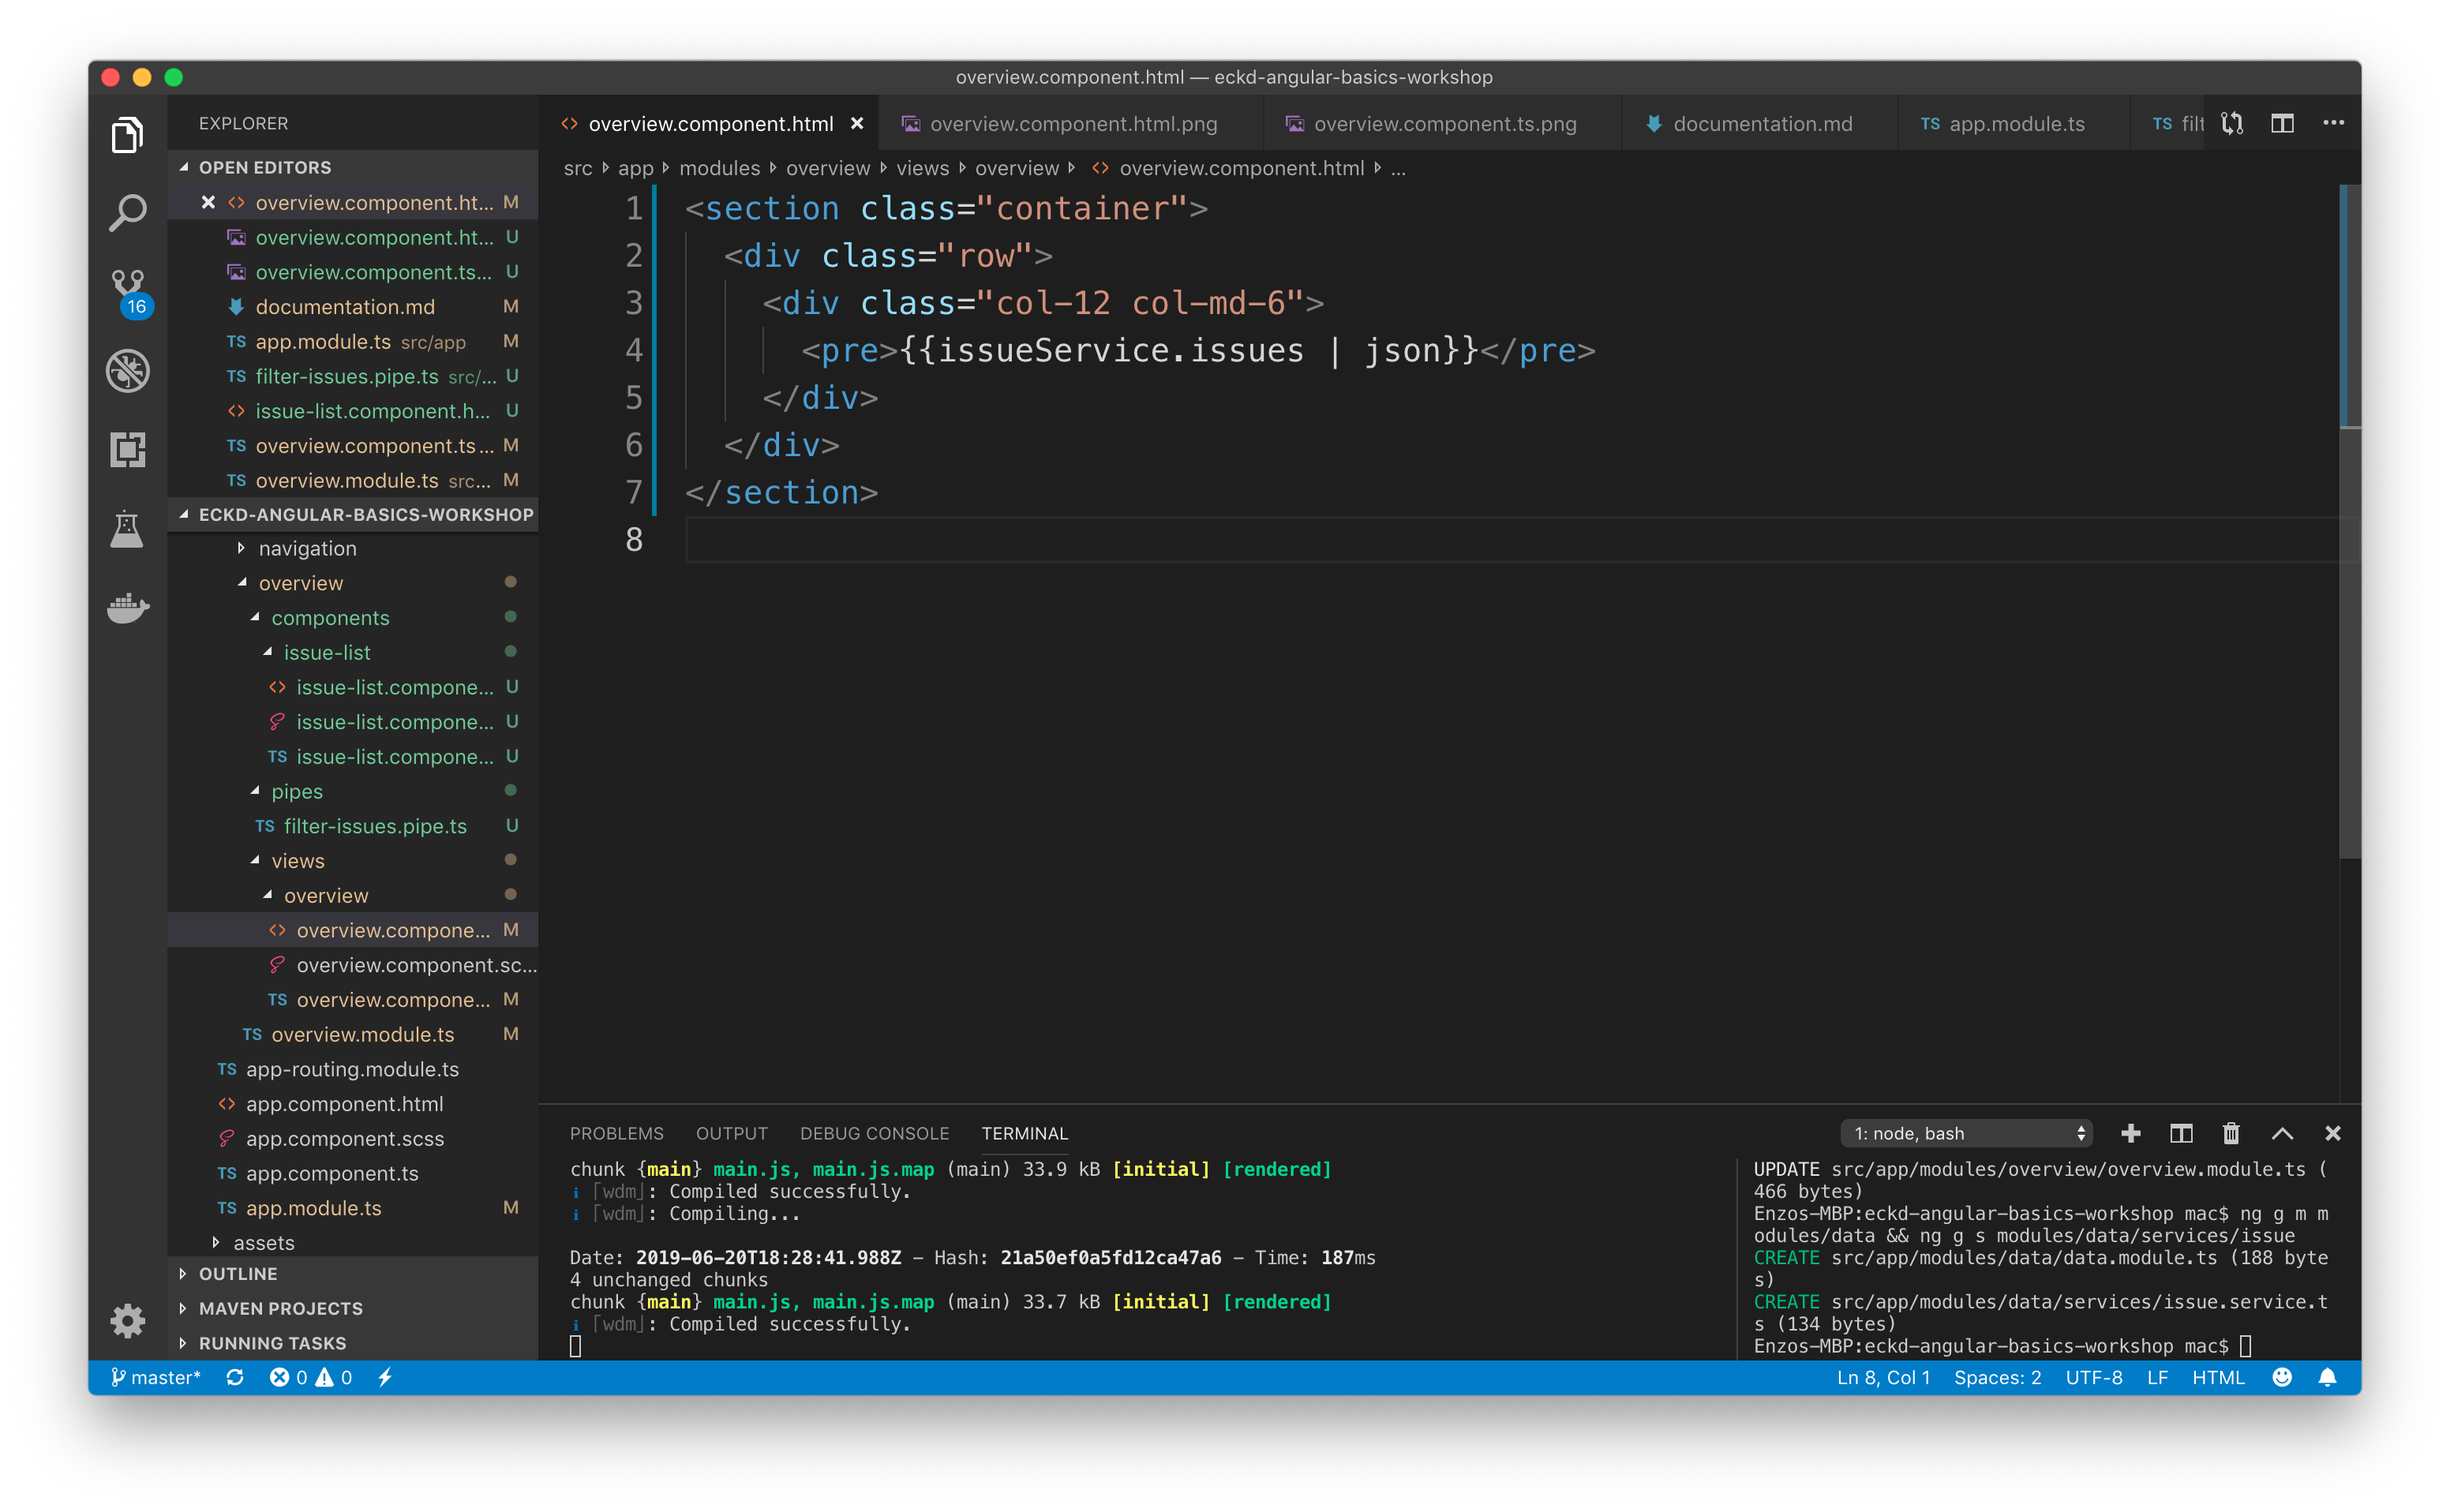 overview.component.html — eckd-angular-basics-workshop
EXPLORER
OPEN EDITORS
overview.component.ht... M
overview.component.ht... U
overview.component.ts... U
documentation.md M
app.module.ts src/app M
filter-issues.pipe.ts src/... U
issue-list.component.h... U
overview.component.ts ... M
overview.module.ts src... M
16
ECKD-ANGULAR-BASICS-WORKSHOP
navigation
overview
components
issue-list
issue-list.compone... U
issue-list.compone... U
TS issue-list.compone... U
pipes
TS filter-issues.pipe.ts U
views
overview
overview.compone... M
overview.component.sc...
TS overview.compone... M
TS overview.module.ts M
TS app-routing.module.ts
app.component.html
app.component.scss
TS app.component.ts
TS app.module.ts M
assets
OUTLINE
MAVEN PROJECTS
RUNNING TASKS
overview.component.html overview.component.html.png overview.component.ts.png documentation.md TS app.module.ts TS filt
src app modules overview views overview <> overview.component.html ...
1 <section class="container">
2 <div class="row">
3 <div class="col-12 col-md-6">
4 <pre>{{issueService.issues | json}}</pre>
5 </div>
6 </div>
7 </section>
8
PROBLEMS OUTPUT DEBUG CONSOLE TERMINAL 1: node, bash
chunk {main} main.js, main.js.map (main) 33.9 kB [initial] [rendered]
ℹ ｢wdm｣: Compiled successfully.
ℹ ｢wdm｣: Compiling...
Date: 2019-06-20T18:28:41.988Z - Hash: 21a50ef0a5fd12ca47a6 - Time: 187ms
4 unchanged chunks
chunk {main} main.js, main.js.map (main) 33.7 kB [initial] [rendered]
ℹ ｢wdm｣: Compiled successfully.
UPDATE src/app/modules/overview/overview.module.ts (
466 bytes)
Enzos-MBP:eckd-angular-basics-workshop mac$ ng g m m
odules/data && ng g s modules/data/services/issue
CREATE src/app/modules/data/data.module.ts (188 byte
s)
CREATE src/app/modules/data/services/issue.service.t
s (134 bytes)
Enzos-MBP:eckd-angular-basics-workshop mac$
master* 0 0 Ln 8, Col 1 Spaces: 2 UTF-8 LF HTML